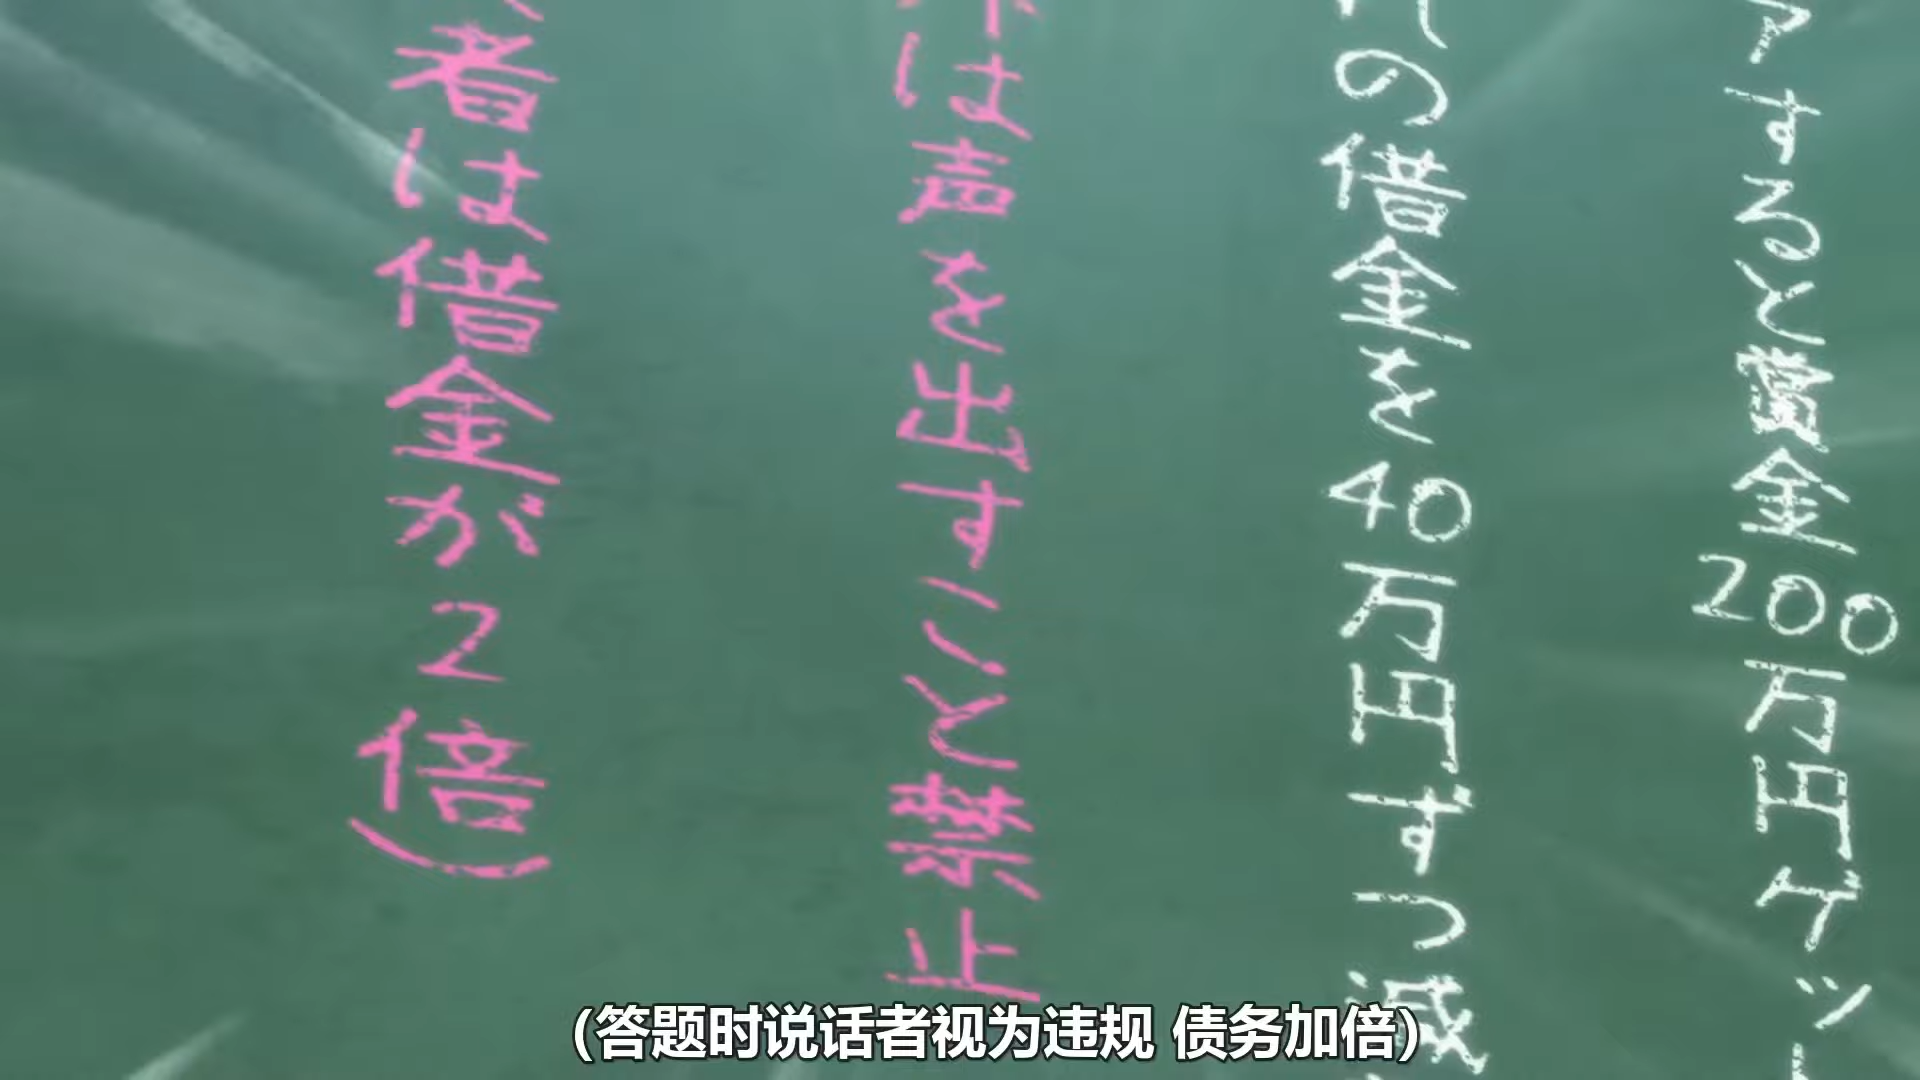 アすると賞金200万円ゲッ
の借金を40万円ずつ減
は声を出すこと禁止
者は借金が2倍)
(答题时说话者视为违规 债务加倍)